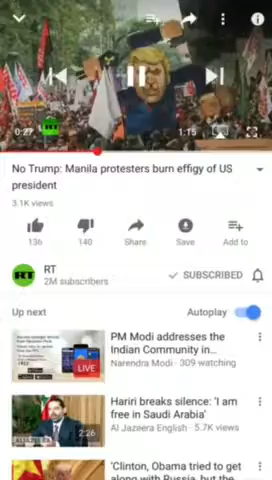 0:27
RT
1:15
No Trump: Manila protesters burn effigy of US
president
3.1K views
136
140
Share
Save
Add to
RT
RT
2M subscribers
SUBSCRIBED
Up next
Autoplay
LIVE
PM Modi addresses the
Indian Community in...
Narendra Modi · 309 watching
ALJAZEERA
2:26
Hariri breaks silence: 'I am
free in Saudi Arabia'
Al Jazeera English · 5.7K views
'Clinton, Obama tried to get
along with Russia, but the